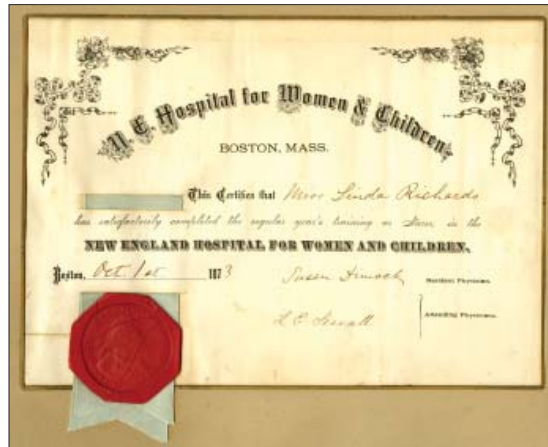 N. E. Hospital for Women & Children,
BOSTON, MASS.
This Certifies that Miss Linda Richards
has satisfactorily completed the regular year's training as Nurse in the
NEW ENGLAND HOSPITAL FOR WOMEN AND CHILDREN.
Boston, Oct 1st 1873 Susan Dimock Resident Physician.
L E Sewall Attending Physicians.